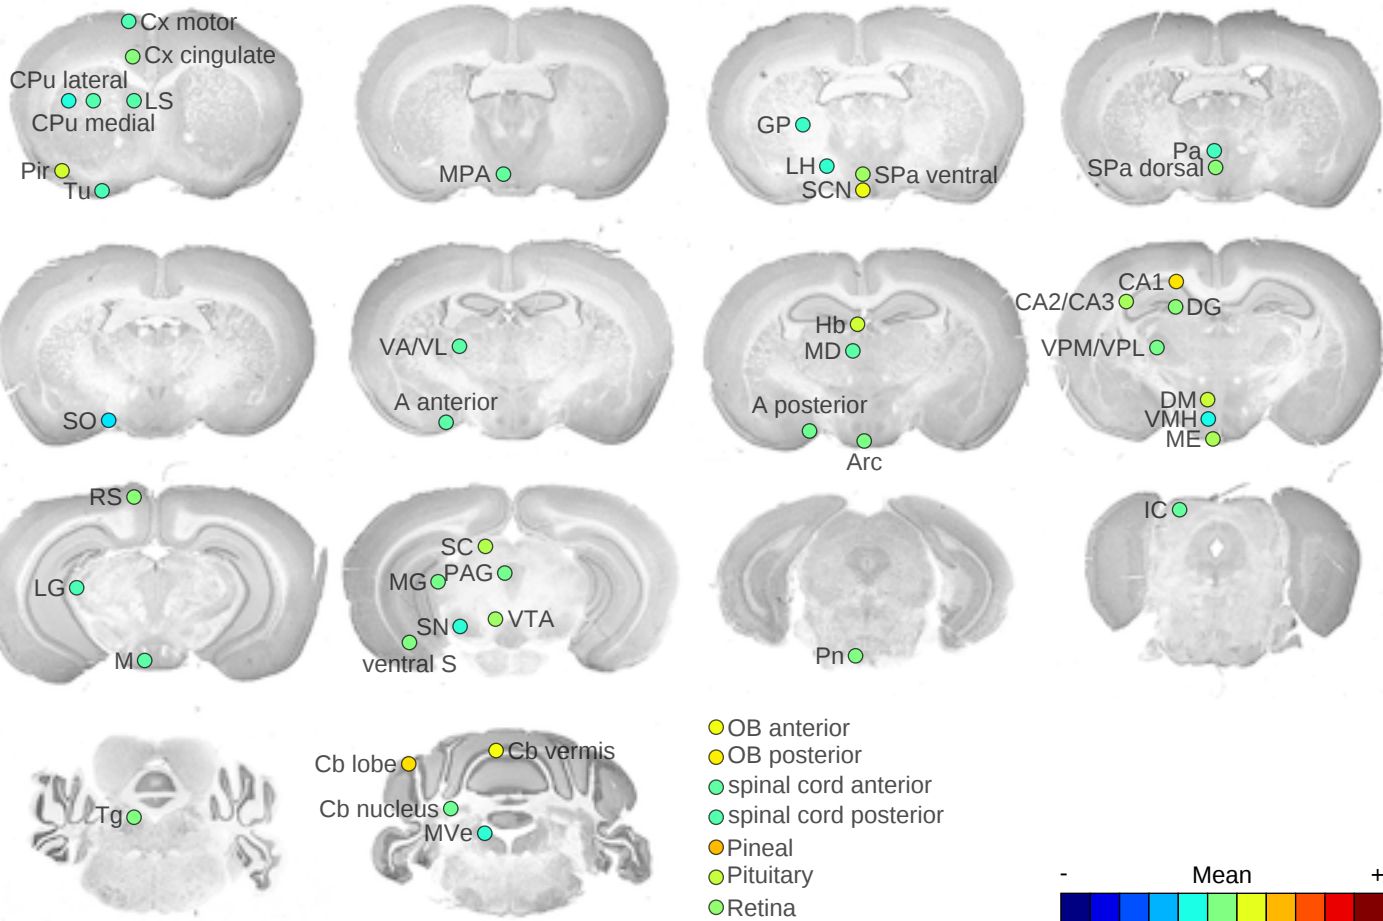 Cx motor
Cx cingulate
CPu lateral
LS
CPu medial
Pir
Tu
MPA
GP
LH
SPa ventral
SCN
Pa
SPa dorsal
SO
VA/VL
A anterior
Hb
MD
A posterior
Arc
CA1
CA2/CA3
DG
VPM/VPL
DM
VMH
ME
RS
LG
M
SC
MG
PAG
SN
VTA
ventral S
Pn
IC
Tg
Cb lobe
Cb vermis
Cb nucleus
MVe
OB anterior
OB posterior
spinal cord anterior
spinal cord posterior
Pineal
Pituitary
Retina
- Mean +